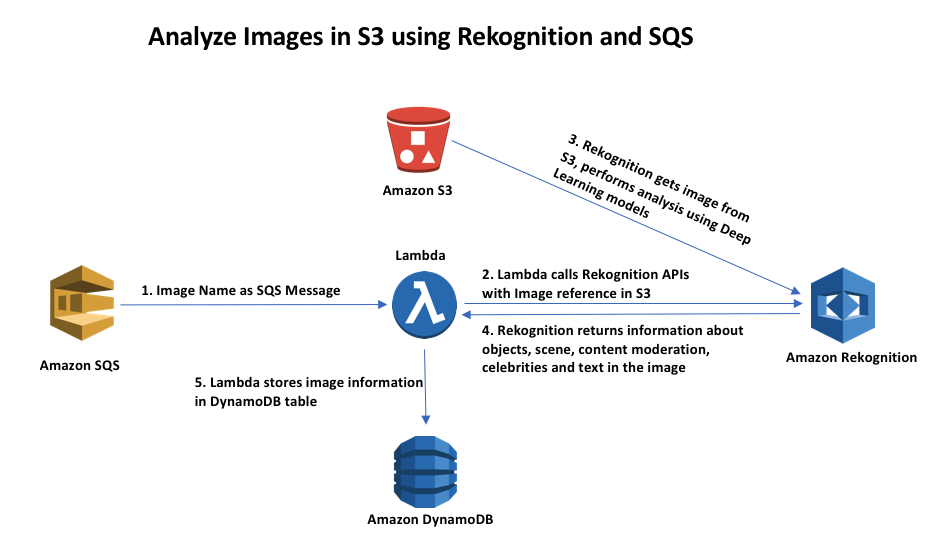 Analyze Images in S3 using Rekognition and SQS
Amazon S3
3. Rekognition gets image from
S3, performs analysis using Deep
Learning models
Lambda
1. Image Name as SQS Message
2. Lambda calls Rekognition APIs
with Image reference in S3
4. Rekognition returns information about
objects, scene, content moderation,
celebrities and text in the image
Amazon SQS
Amazon Rekognition
5. Lambda stores image information
in DynamoDB table
Amazon DynamoDB